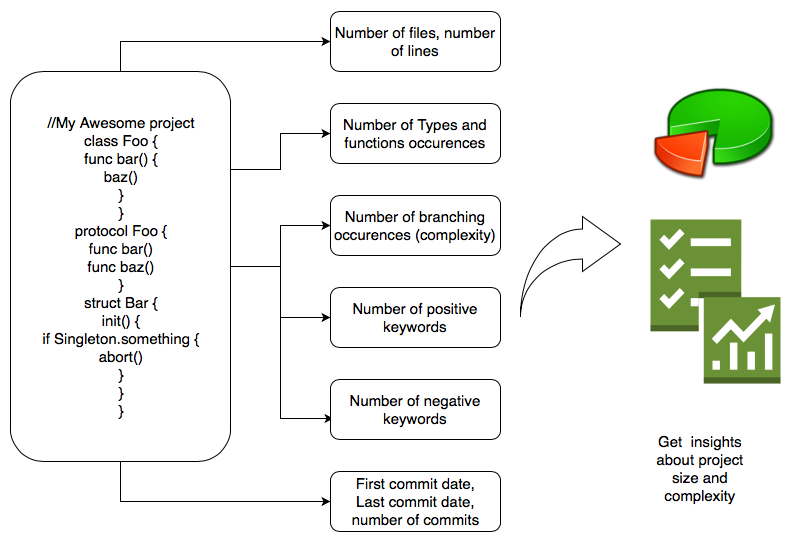 //My Awesome project
class Foo {
func bar() {
baz()
}
}
protocol Foo {
func bar()
func baz()
}
struct Bar {
init() {
if Singleton.something {
abort()
}
}
}
Number of files, number
of lines
Number of Types and
functions occurences
Number of branching
occurences (complexity)
Number of positive
keywords
Number of negative
keywords
First commit date,
Last commit date,
number of commits
Get insights
about project
size and
complexity